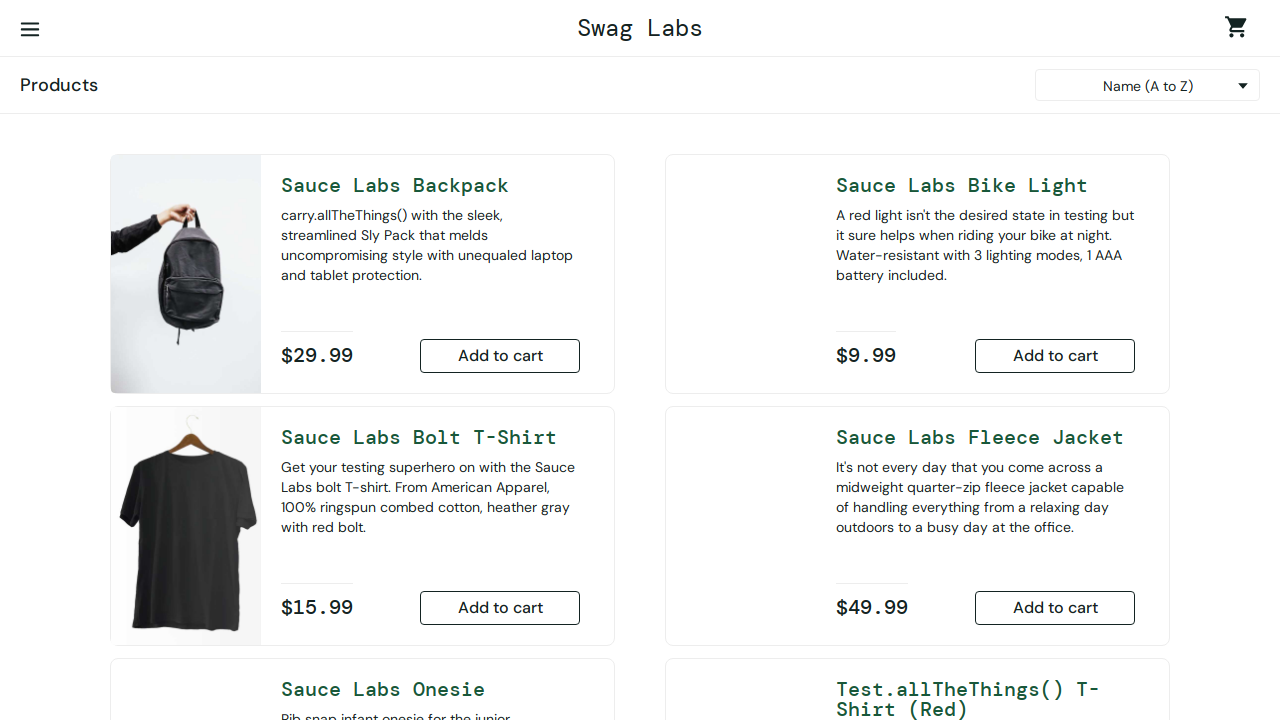 Swag Labs
Products
Name (A to Z)
Sauce Labs Backpack
carry.allTheThings() with the sleek,
streamlined Sly Pack that melds
uncompromising style with unequaled laptop
and tablet protection.
$29.99
Add to cart
Sauce Labs Bike Light
A red light isn't the desired state in testing but
it sure helps when riding your bike at night.
Water-resistant with 3 lighting modes, 1 AAA
battery included.
$9.99
Add to cart
Sauce Labs Bolt T-Shirt
Get your testing superhero on with the Sauce
Labs bolt T-shirt. From American Apparel,
100% ringspun combed cotton, heather gray
with red bolt.
$15.99
Add to cart
Sauce Labs Fleece Jacket
It's not every day that you come across a
midweight quarter-zip fleece jacket capable
of handling everything from a relaxing day
outdoors to a busy day at the office.
$49.99
Add to cart
Sauce Labs Onesie
Rib snap infant onesie for the junior
Test.allTheThings() T-
Shirt (Red)